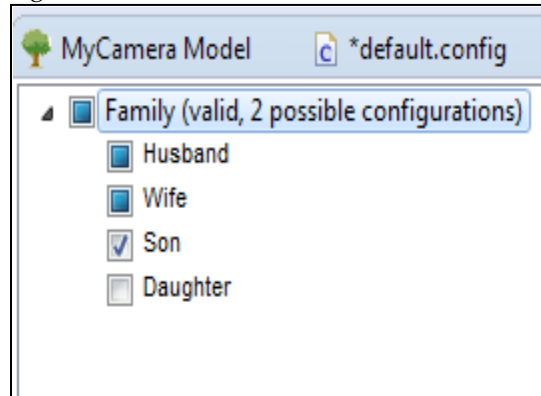 MyCamera Model c *default.config
Family (valid, 2 possible configurations)
Husband
Wife
Son
Daughter